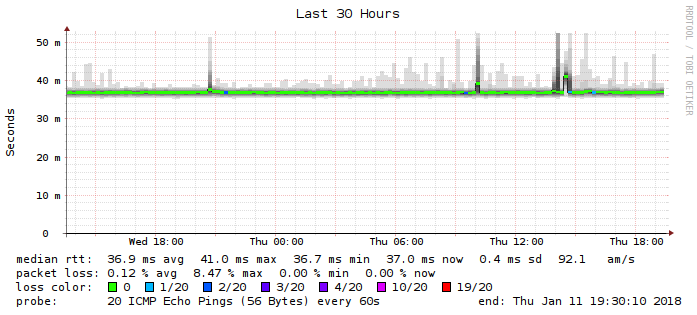 Last 30 Hours
RRDTOOL / TOBI OETIKER
Seconds
50 m
40 m
30 m
20 m
10 m
0
Wed 18:00 Thu 00:00 Thu 06:00 Thu 12:00 Thu 18:00
median rtt: 36.9 ms avg 41.0 ms max 36.7 ms min 37.0 ms now 0.4 ms sd 92.1 am/s
packet loss: 0.12 % avg 8.47 % max 0.00 % min 0.00 % now
loss color: 0 1/20 2/20 3/20 4/20 10/20 19/20
probe: 20 ICMP Echo Pings (56 Bytes) every 60s end: Thu Jan 11 19:30:10 2018